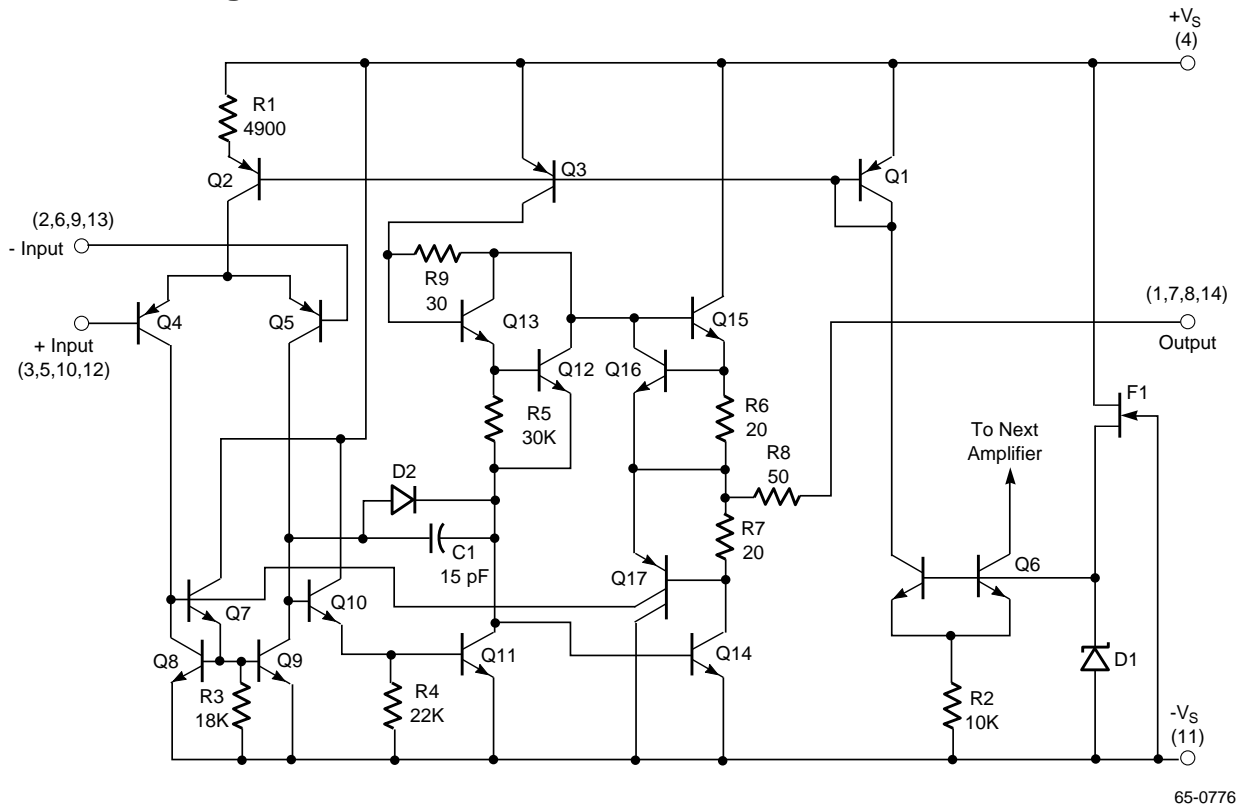 +VS
(4)
R1
4900
Q2
Q3
Q1
(2,6,9,13)
- Input
R9
30
Q4
Q5
+ Input
(3,5,10,12)
Q13
Q12
Q15
Q16
(1,7,8,14)
Output
R5
30K
R6
20
F1
To Next
Amplifier
R8
50
D2
C1
15 pF
R7
20
Q17
Q6
Q7
Q10
Q8
Q9
Q11
Q14
D1
R3
18K
R4
22K
R2
10K
-VS
(11)
65-0776